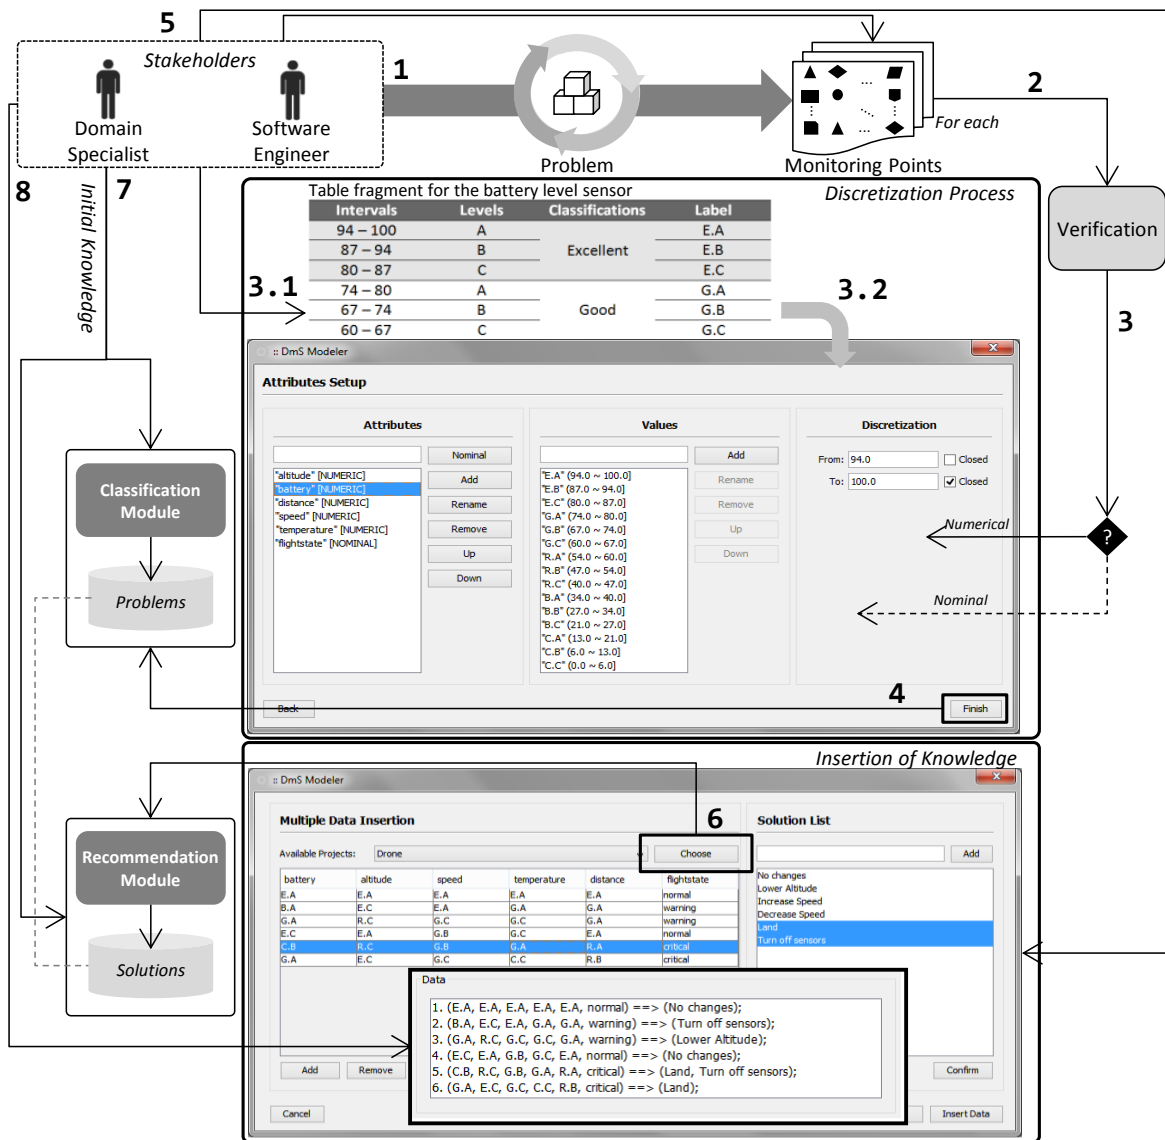 5
Stakeholders
1
2
Domain Specialist
Software Engineer
Problem
Monitoring Points
For each
...
...
8
7
Initial Knowledge
Table fragment for the battery level sensor
Discretization Process
Intervals Levels Classifications Label
94 – 100 A E.A
87 – 94 B Excellent E.B
80 – 87 C E.C
74 – 80 A G.A
67 – 74 B Good G.B
60 – 67 C G.C
3.1
3.2
Verification
3
:: DmS Modeler
Attributes Setup
Attributes
Nominal
Add
Rename
Remove
Up
Down
"altitude" [NUMERIC]
"battery" [NUMERIC]
"distance" [NUMERIC]
"speed" [NUMERIC]
"temperature" [NUMERIC]
"flightstate" [NOMINAL]
Values
Add
Rename
Remove
Up
Down
"E.A" (94.0 ~ 100.0]
"E.B" (87.0 ~ 94.0]
"E.C" (80.0 ~ 87.0]
"G.A" (74.0 ~ 80.0]
"G.B" (67.0 ~ 74.0]
"G.C" (60.0 ~ 67.0]
"R.A" (54.0 ~ 60.0]
"R.B" (47.0 ~ 54.0]
"R.C" (40.0 ~ 47.0]
"B.A" (34.0 ~ 40.0]
"B.B" (27.0 ~ 34.0]
"B.C" (21.0 ~ 27.0]
"C.A" (13.0 ~ 21.0]
"C.B" (6.0 ~ 13.0]
"C.C" (0.0 ~ 6.0]
Discretization
From: 94.0 Closed
To: 100.0 Closed
Numerical
?
Nominal
4
Back
Finish
Classification Module
Problems
Insertion of Knowledge
:: DmS Modeler
Multiple Data Insertion
6
Available Projects: Drone
Choose
battery altitude speed temperature distance flightstate
E.A E.A E.A E.A E.A normal
B.A E.C E.A G.A G.A warning
G.A R.C G.C G.C G.A warning
E.C E.A G.B G.C E.A normal
C.B R.C G.B G.A R.A critical
G.A E.C G.C C.C R.B critical
Solution List
Add
No changes
Lower Altitude
Increase Speed
Decrease Speed
Land
Turn off sensors
Recommendation Module
Solutions
Data
1. (E.A, E.A, E.A, E.A, E.A, normal) ==> (No changes);
2. (B.A, E.C, E.A, G.A, G.A, warning) ==> (Turn off sensors);
3. (G.A, R.C, G.C, G.C, G.A, warning) ==> (Lower Altitude);
4. (E.C, E.A, G.B, G.C, E.A, normal) ==> (No changes);
5. (C.B, R.C, G.B, G.A, R.A, critical) ==> (Land, Turn off sensors);
6. (G.A, E.C, G.C, C.C, R.B, critical) ==> (Land);
Add
Remove
Confirm
Cancel
Insert Data